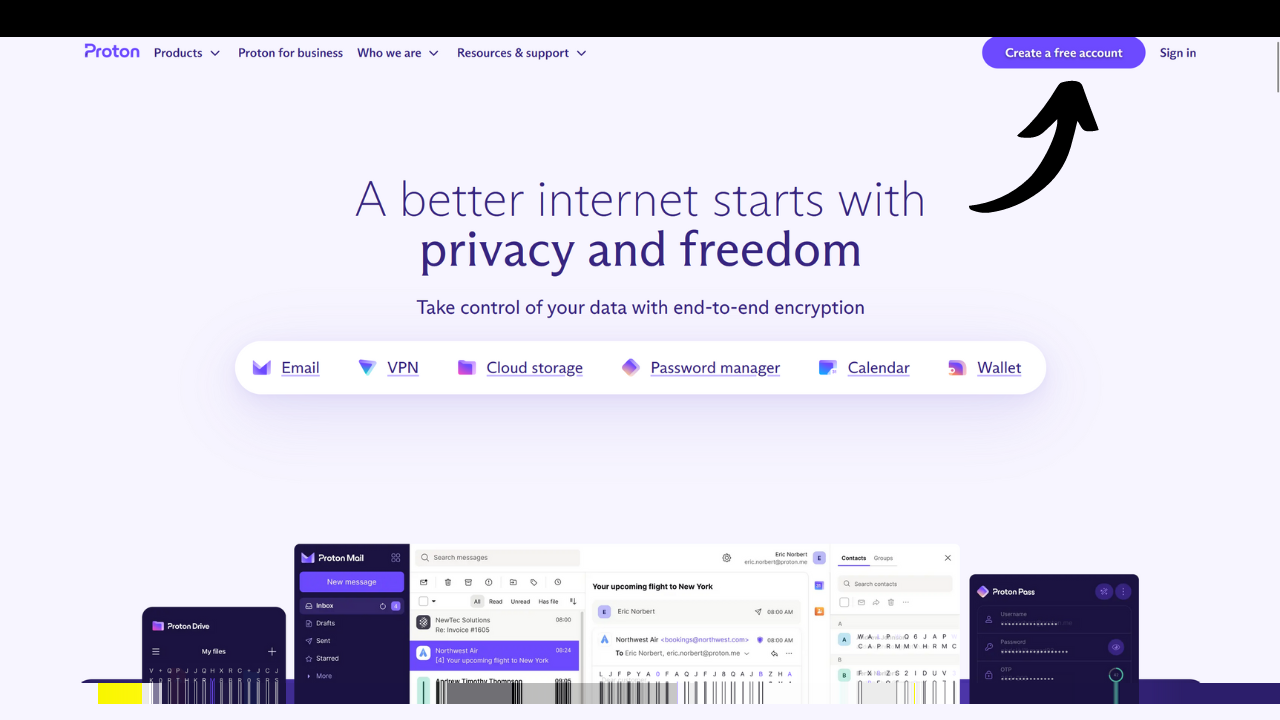 Proton
Products
Proton for business
Who we are
Resources & support
Create a free account
Sign in
A better internet starts with
privacy and freedom
Take control of your data with end-to-end encryption
Email
VPN
Cloud storage
Password manager
Calendar
Wallet
Proton Drive
My files
Proton Mail
New message
Inbox
4
Drafts
Sent
Starred
More
Search messages
All
Read
Unread
Has file
NewTec Solutions
08:00
Re: Invoice #1605
Northwest Air
08:24
[4] Your upcoming flight to New York
Andrew Timothy Thompson
09:05
Eric Norbert
eric.norbert@proton.me
E
Your upcoming flight to New York
E
Eric Norbert
08:00 AM
Northwest Air <bookings@northwest.com>
08:00 AM
To Eric Norbert, eric.norbert@proton.me
L J F P Y A 0 F A Q J F J 8 Q A J B Z H A
Contacts
Groups
Search contacts
A
A
C A P R M M V H R M C
B
B
Proton Pass
Username
Password
OTP